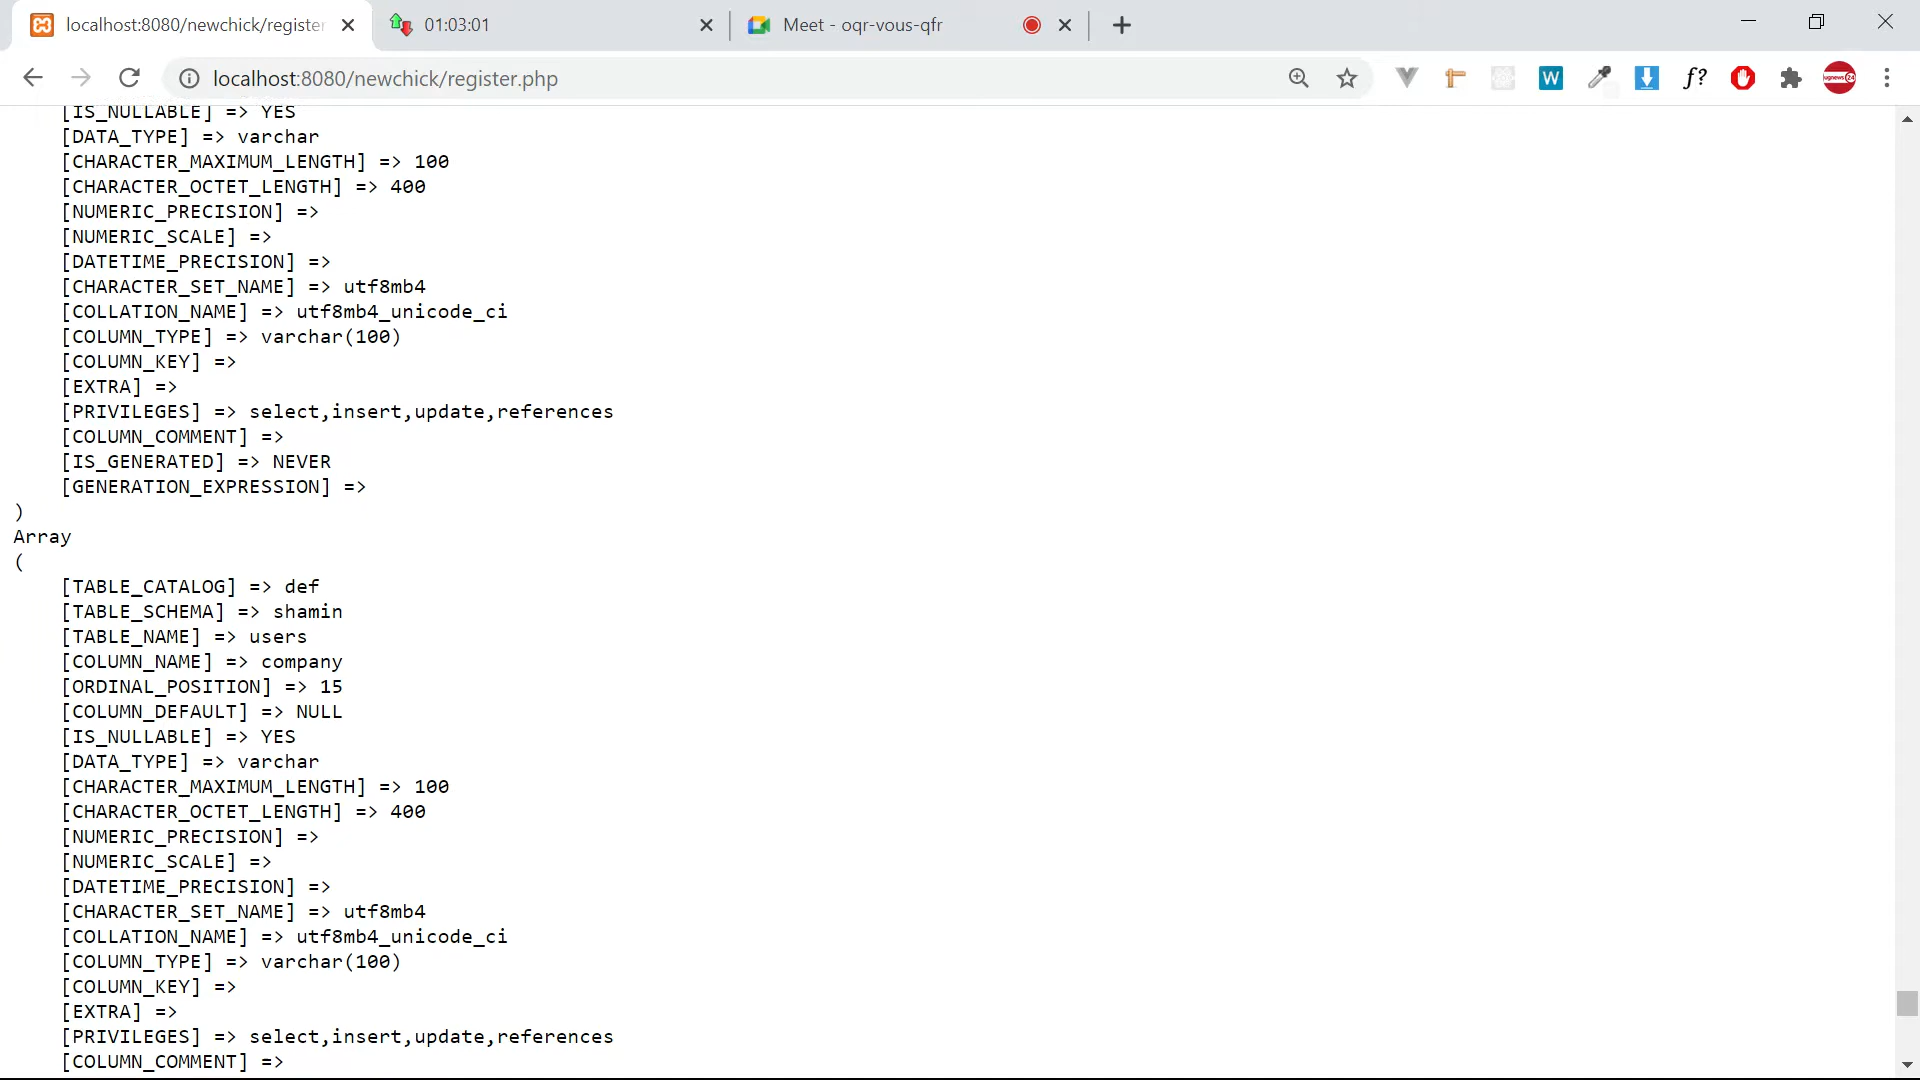 localhost:8080/newchick/register
01:03:01
Meet - oqr-vous-qfr
localhost:8080/newchick/register.php
W
f?
ugnews24
[IS_NULLABLE] => YES
[DATA_TYPE] => varchar
[CHARACTER_MAXIMUM_LENGTH] => 100
[CHARACTER_OCTET_LENGTH] => 400
[NUMERIC_PRECISION] =>
[NUMERIC_SCALE] =>
[DATETIME_PRECISION] =>
[CHARACTER_SET_NAME] => utf8mb4
[COLLATION_NAME] => utf8mb4_unicode_ci
[COLUMN_TYPE] => varchar(100)
[COLUMN_KEY] =>
[EXTRA] =>
[PRIVILEGES] => select,insert,update,references
[COLUMN_COMMENT] =>
[IS_GENERATED] => NEVER
[GENERATION_EXPRESSION] =>
)
Array
(
[TABLE_CATALOG] => def
[TABLE_SCHEMA] => shamin
[TABLE_NAME] => users
[COLUMN_NAME] => company
[ORDINAL_POSITION] => 15
[COLUMN_DEFAULT] => NULL
[IS_NULLABLE] => YES
[DATA_TYPE] => varchar
[CHARACTER_MAXIMUM_LENGTH] => 100
[CHARACTER_OCTET_LENGTH] => 400
[NUMERIC_PRECISION] =>
[NUMERIC_SCALE] =>
[DATETIME_PRECISION] =>
[CHARACTER_SET_NAME] => utf8mb4
[COLLATION_NAME] => utf8mb4_unicode_ci
[COLUMN_TYPE] => varchar(100)
[COLUMN_KEY] =>
[EXTRA] =>
[PRIVILEGES] => select,insert,update,references
[COLUMN_COMMENT] =>